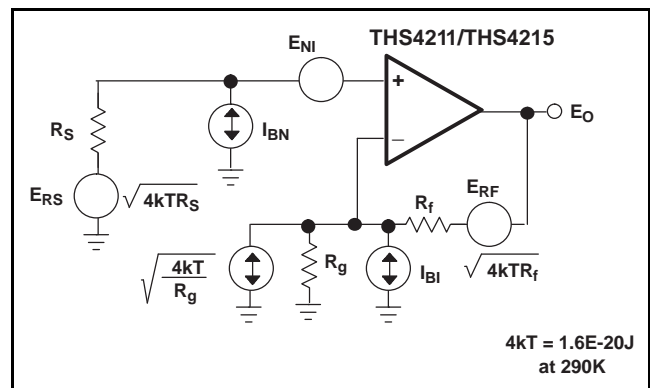 THS4211/THS4215
E_NI
+
E_O
R_S
I_BN
−
E_RS
√4kTR_S
R_f
E_RF
√4kT/R_g
R_g
I_BI
√4kTR_f
4kT = 1.6E-20J
at 290K